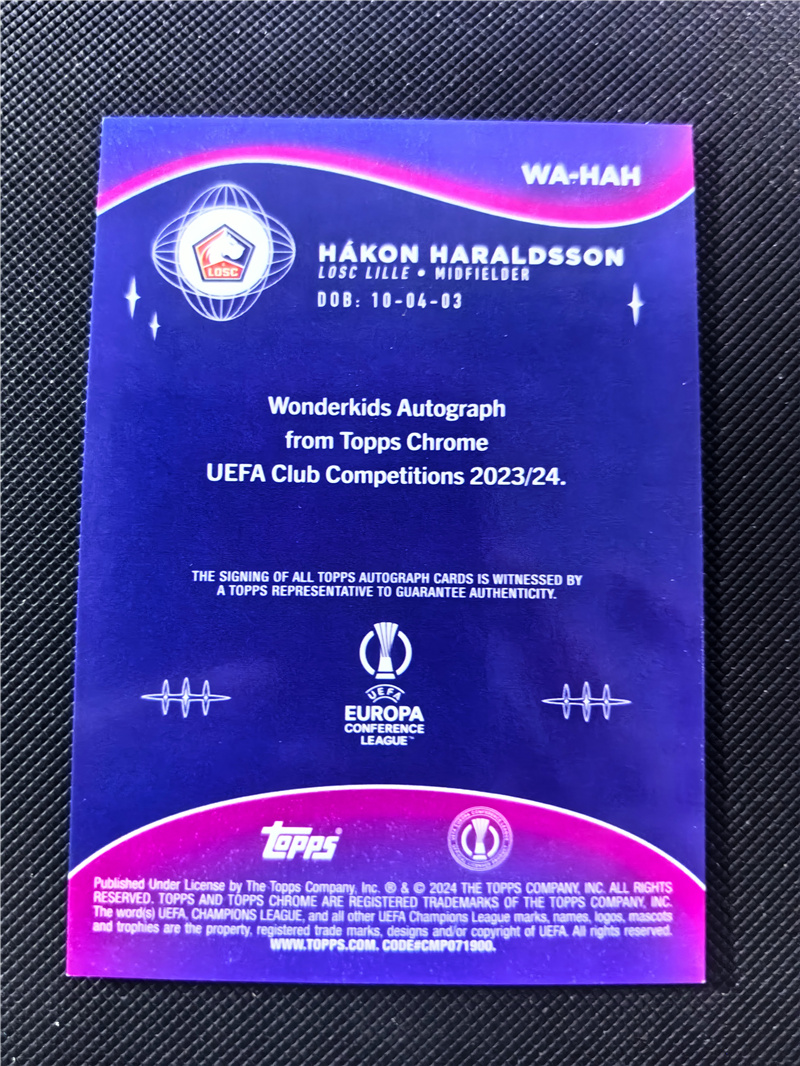 WA-HAH
LOSC
HÁKON HARALDSSON
LOSC LILLE • MIDFIELDER
DOB: 10-04-03
Wonderkids Autograph
from Topps Chrome
UEFA Club Competitions 2023/24.
THE SIGNING OF ALL TOPPS AUTOGRAPH CARDS IS WITNESSED BY
A TOPPS REPRESENTATIVE TO GUARANTEE AUTHENTICITY.
UEFA
EUROPA
CONFERENCE
LEAGUE™
topps®
Published Under License by The Topps Company, Inc. ® & © 2024 THE TOPPS COMPANY, INC. ALL RIGHTS
RESERVED. TOPPS AND TOPPS CHROME ARE REGISTERED TRADEMARKS OF THE TOPPS COMPANY, INC.
The word(s) UEFA, CHAMPIONS LEAGUE, and all other UEFA Champions League marks, names, logos, mascots
and trophies are the property, registered trade marks, designs and/or copyright of UEFA. All rights reserved.
WWW.TOPPS.COM. CODE#CMP071900.